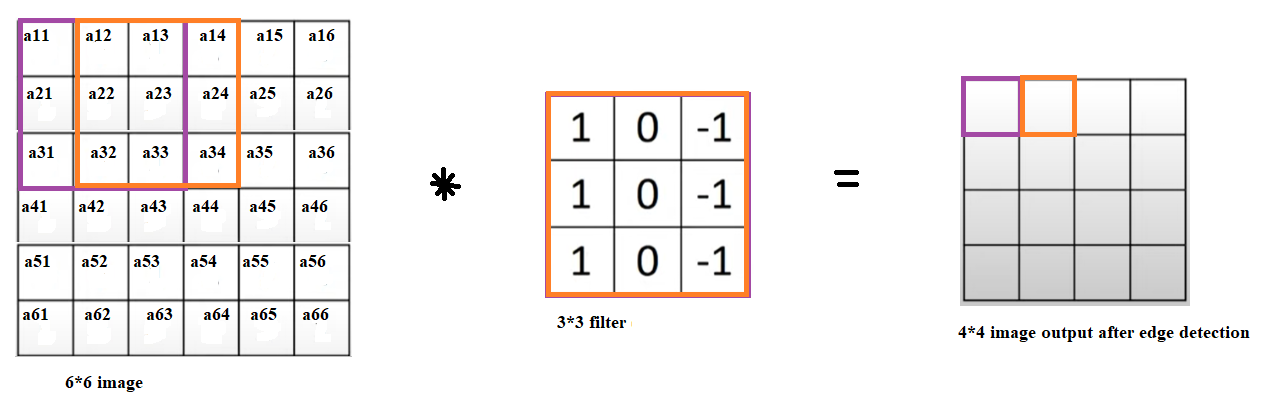 a11 a12 a13 a14 a15 a16
a21 a22 a23 a24 a25 a26
a31 a32 a33 a34 a35 a36
a41 a42 a43 a44 a45 a46
a51 a52 a53 a54 a55 a56
a61 a62 a63 a64 a65 a66
6*6 image
*
1 0 -1
1 0 -1
1 0 -1
3*3 filter
=
4*4 image output after edge detection